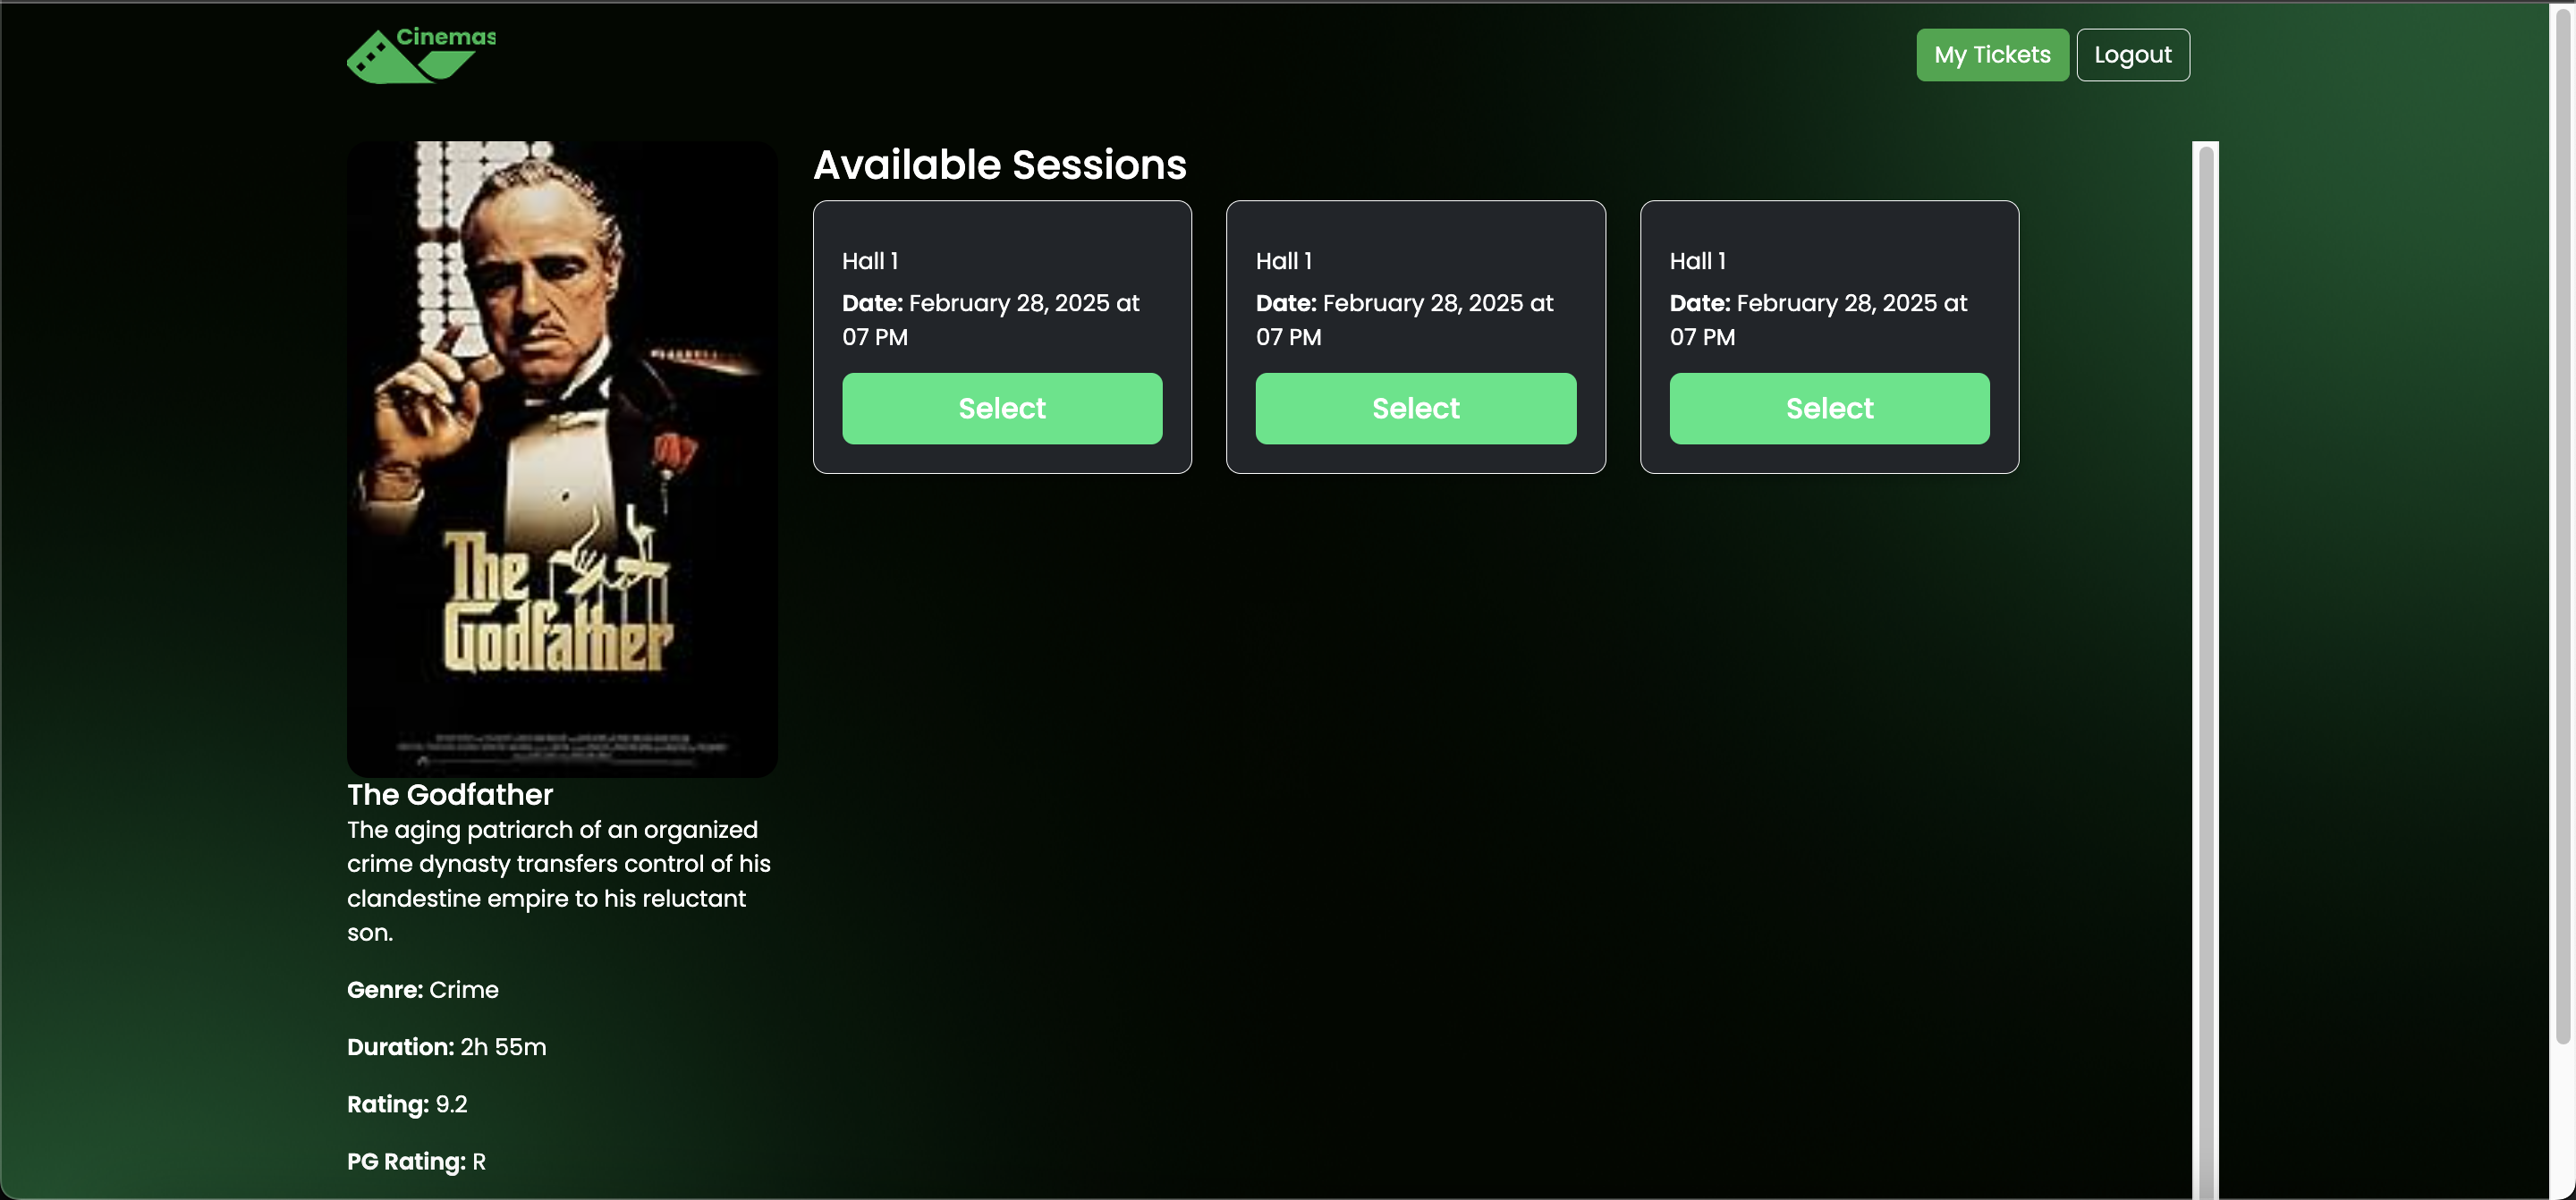 Cinemas
My Tickets
Logout
Available Sessions
Hall 1
Date: February 28, 2025 at
07 PM
Select
Hall 1
Date: February 28, 2025 at
07 PM
Select
Hall 1
Date: February 28, 2025 at
07 PM
Select
The
Godfather
The Godfather
The aging patriarch of an organized
crime dynasty transfers control of his
clandestine empire to his reluctant
son.
Genre: Crime
Duration: 2h 55m
Rating: 9.2
PG Rating: R